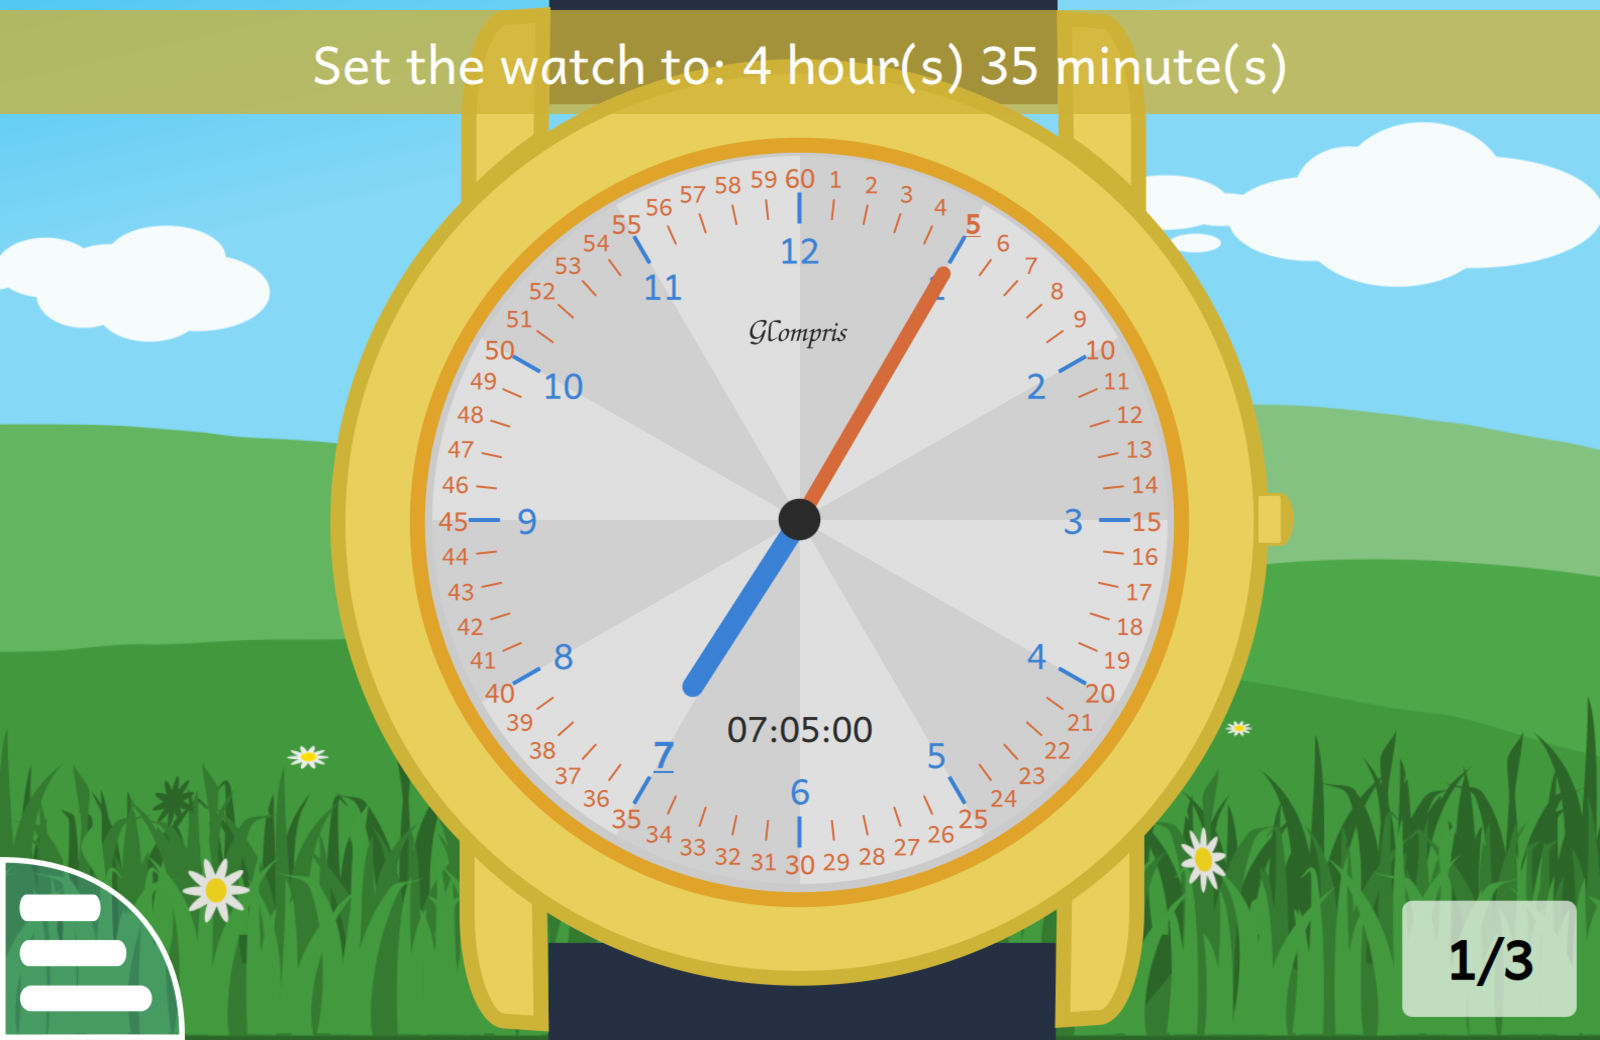 Set the watch to: 4 hour(s) 35 minute(s)
60 1 2 3 4 5 6 7 8 9 10 11 12 13 14 15 16 17 18 19 20 21 22 23 24 25 26 27 28 29 30 31 32 33 34 35 36 37 38 39 40 41 42 43 44 45 46 47 48 49 50 51 52 53 54 55 56 57 58 59
12 1 2 3 4 5 6 7 8 9 10 11
GCompris
07:05:00
1/3